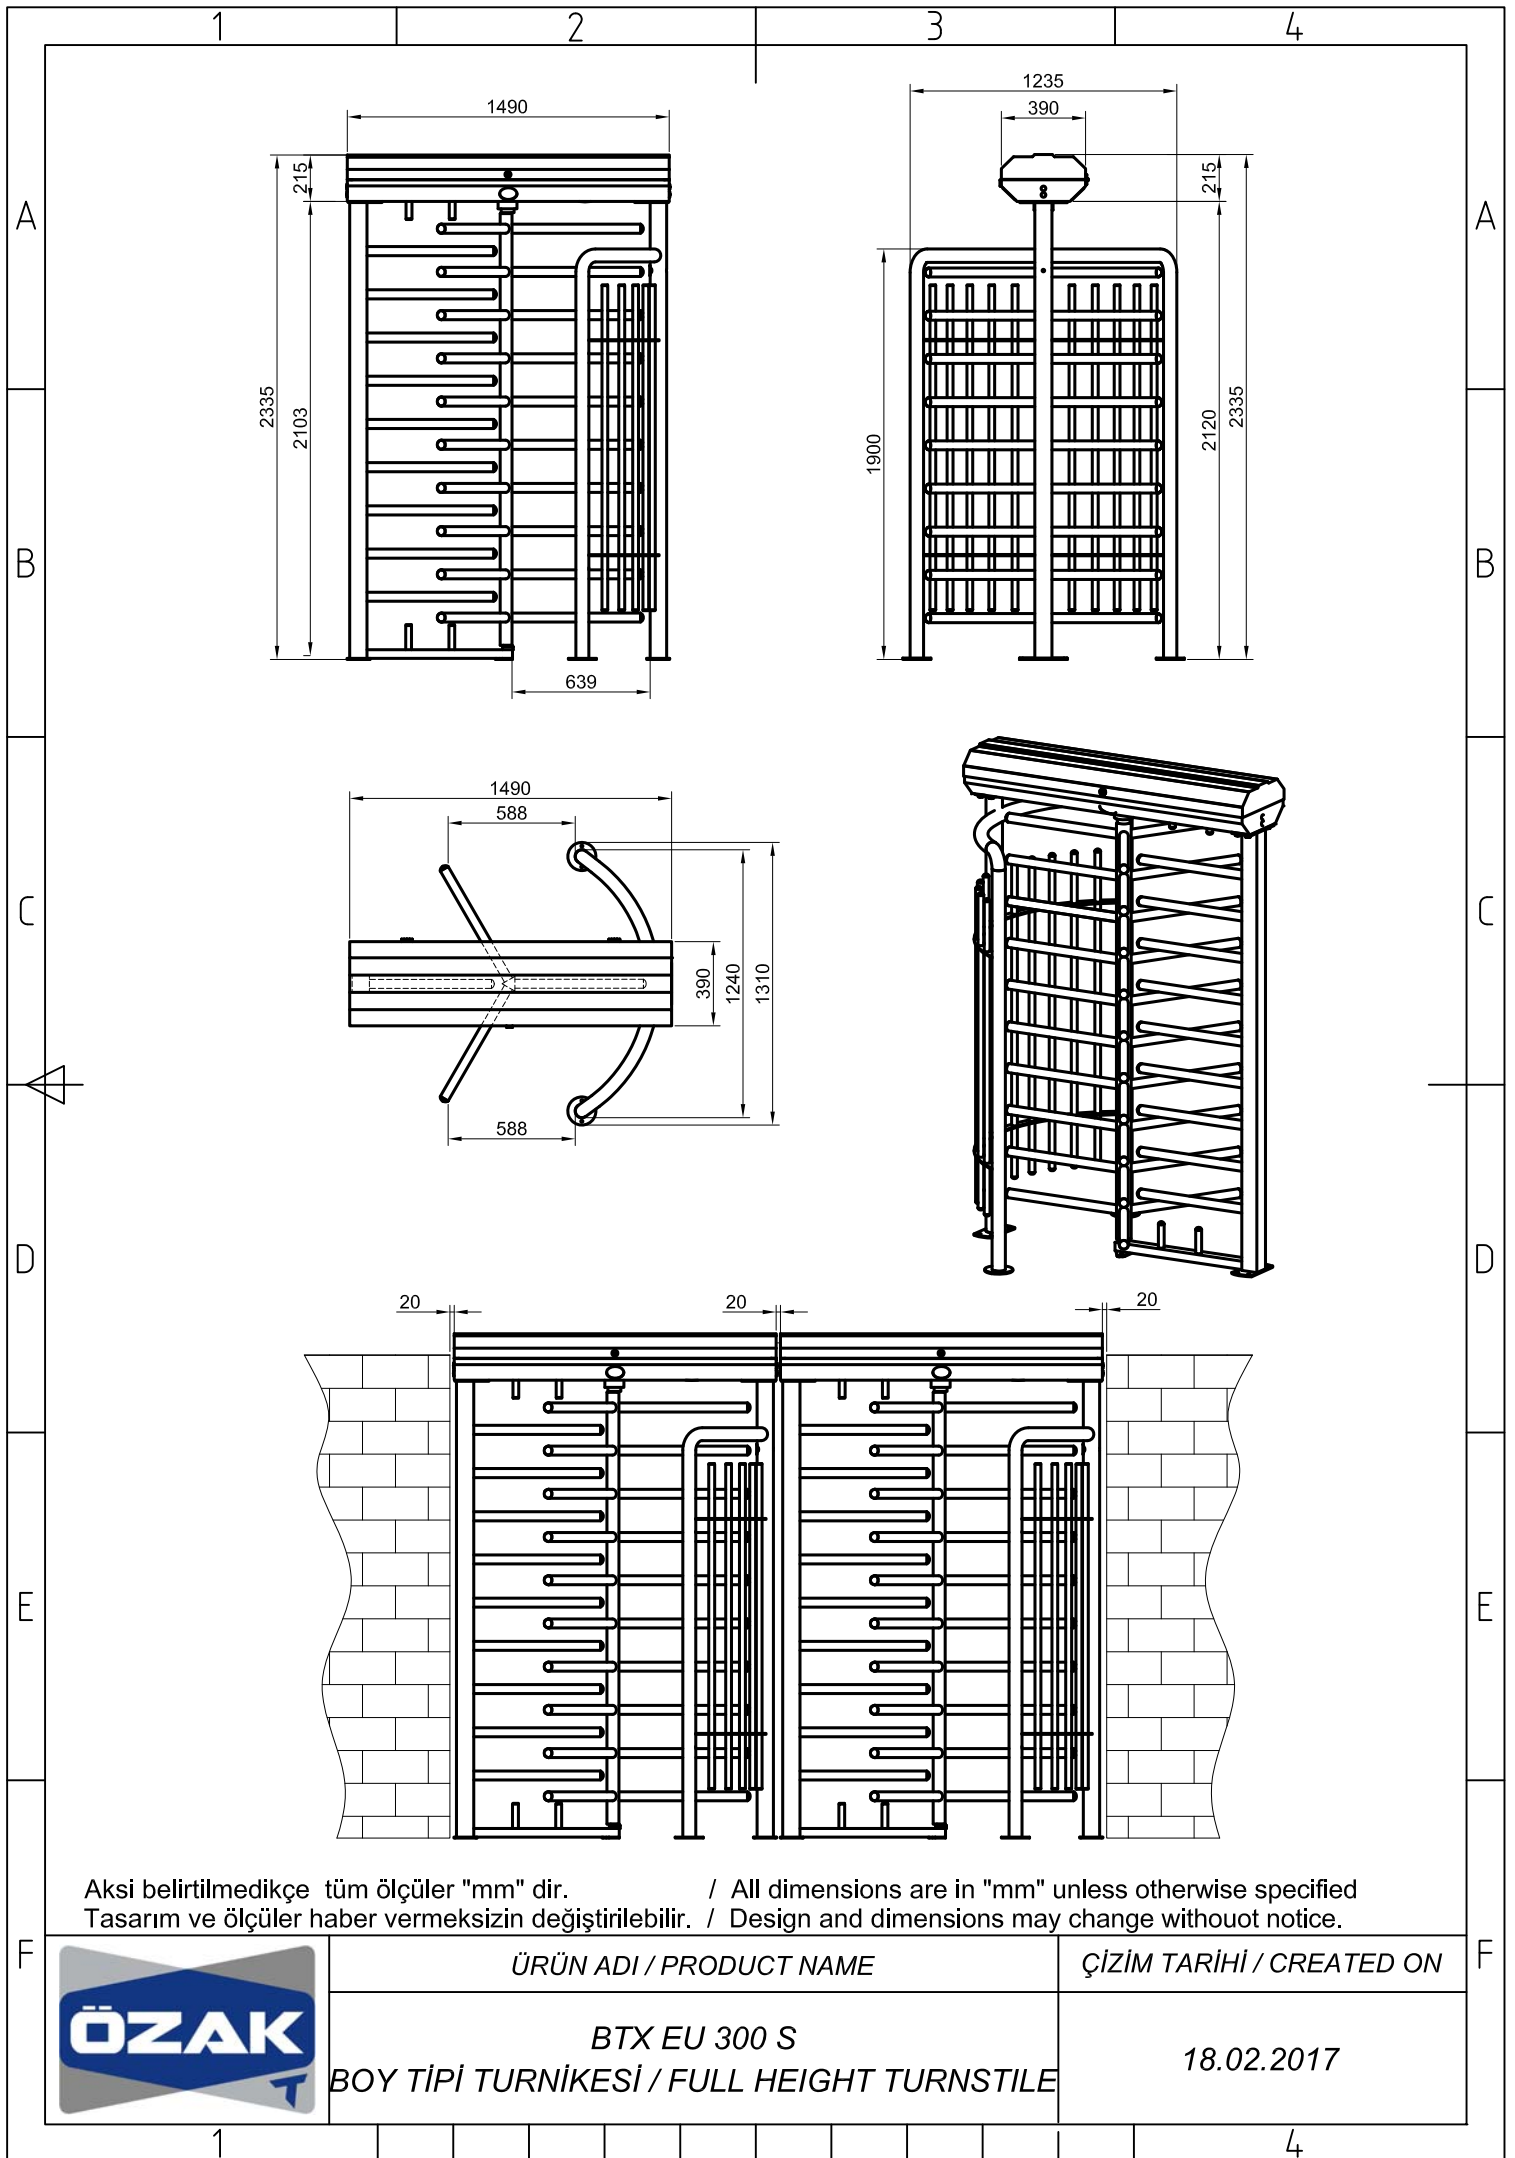 1 2 3 4
1235
1490
390
215
215
A A
2335
2103
1900
2120
2335
B B
639
1490
588
C C
390
1240
1310
588
D D
20 20 20
E E
Aksi belirtilmedikçe tüm ölçüler "mm" dir. / All dimensions are in "mm" unless otherwise specified
Tasarım ve ölçüler haber vermeksizin değiştirilebilir. / Design and dimensions may change withouot notice.
F F
ÜRÜN ADI / PRODUCT NAME
ÇİZİM TARİHİ / CREATED ON
ÖZAK
BTX EU 300 S
BOY TİPİ TURNİKESİ / FULL HEIGHT TURNSTILE
18.02.2017
1 4